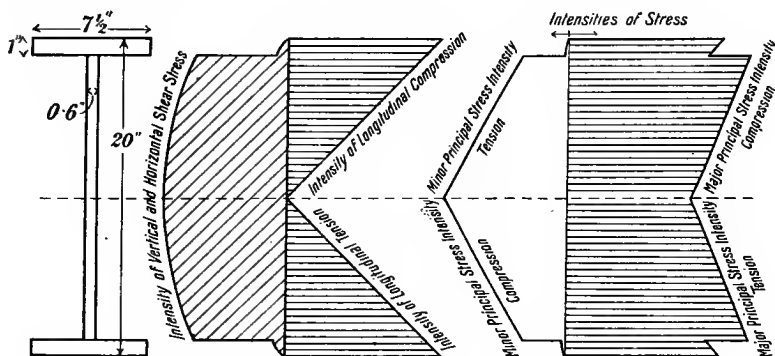 7½"
1"
0·6"
20"
Intensity of Vertical and Horizontal Shear Stress
Intensity of Longitudinal Compression
Intensity of Longitudinal Tension
Minor Principal Stress Intensity
Tension
Minor Principal Stress Intensity
Compression
Intensities of Stress
Major Principal Stress Intensity
Compression
Major Principal Stress Intensity
Tension